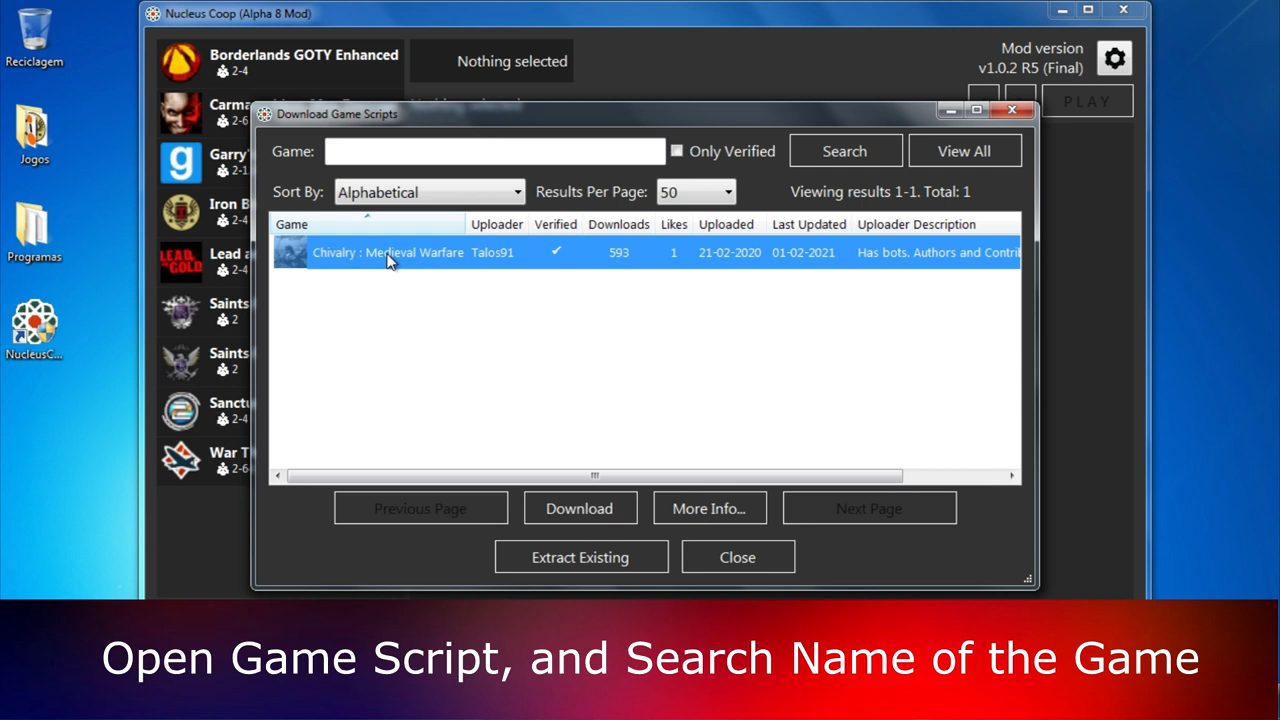 Nucleus Coop (Alpha 8 Mod)
Reciclagem
Jogos
Programas
NucleusC...
Borderlands GOTY Enhanced
2-4
Nothing selected
Mod version
v1.0.2 R5 (Final)
PLAY
Carma
2-6
Garry'
Iron B
2-4
Lead a
2-4
Saints
2
Saints
2
Sanctu
2-4
War T
Download Game Scripts
Game:
Only Verified
Search
View All
Sort By:
Alphabetical
Results Per Page:
50
Viewing results 1-1. Total: 1
Game Uploader Verified Downloads Likes Uploaded Last Updated Uploader Description
Chivalry : Medieval Warfare Talos91 ✓ 593 1 21-02-2020 01-02-2021 Has bots. Authors and Contri
Previous Page
Download
More Info...
Next Page
Extract Existing
Close
Open Game Script, and Search Name of the Game